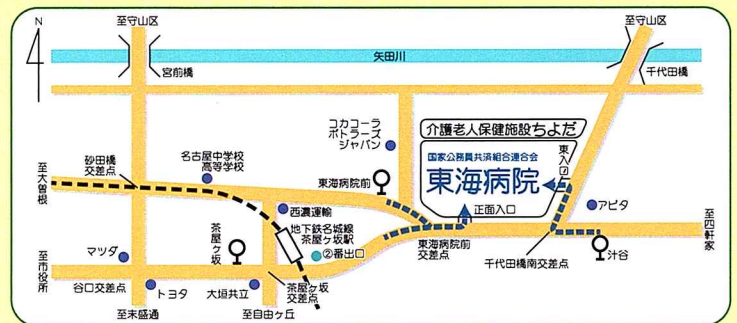 至守山区
至守山区
N
矢田川
宮前橋
千代田橋
コカコーラ
ボトラーズ
ジャパン
介護老人保健施設ちよだ
国家公務員共済組合連合会
東海病院
東入口
正面入口
砂田橋
交差点
名古屋中学校
高等学校
東海病院前
至大曽根
西濃運輸
アピタ
地下鉄名城線
茶屋ヶ坂駅
②番出口
茶屋ヶ坂
東海病院前
交差点
至四軒家
汁谷
千代田橋南交差点
マツダ
至市役所
谷口交差点
トヨタ
大垣共立
茶屋ヶ坂
交差点
至末盛通
至自由ヶ丘